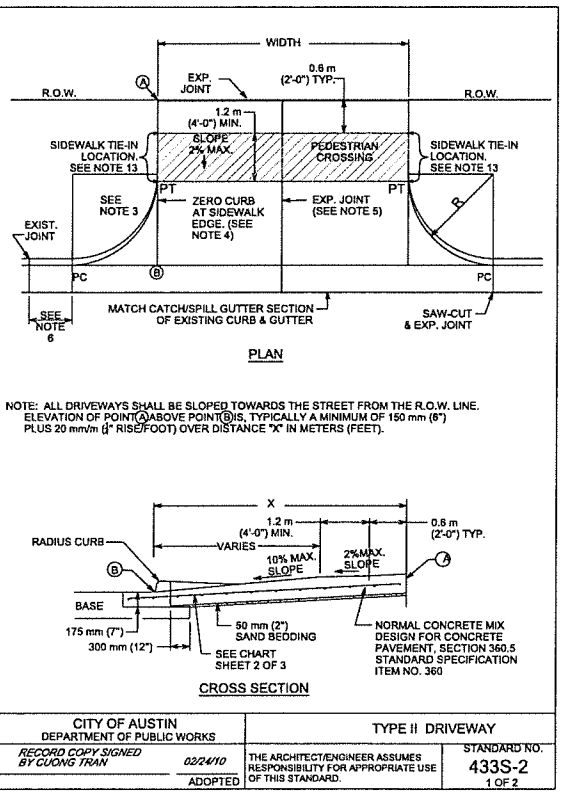 WIDTH
0.6 m
(2'-0") TYP.
A
EXP.
JOINT
R.O.W.
R.O.W.
1.2 m
(4'-0") MIN.
SLOPE
2% MAX.
PEDESTRIAN
CROSSING
SIDEWALK TIE-IN
LOCATION.
SEE NOTE 13
SIDEWALK TIE-IN
LOCATION.
SEE NOTE 13
PT
PT
SEE
NOTE 3
ZERO CURB
AT SIDEWALK
EDGE. (SEE
NOTE 4)
EXP. JOINT
(SEE NOTE 5)
R
EXIST.
JOINT
PC
B
PC
SEE
NOTE
6
MATCH CATCH/SPILL GUTTER SECTION
OF EXISTING CURB & GUTTER
SAW-CUT
& EXP. JOINT
PLAN
NOTE: ALL DRIVEWAYS SHALL BE SLOPED TOWARDS THE STREET FROM THE R.O.W. LINE.
ELEVATION OF POINT A ABOVE POINT B IS, TYPICALLY A MINIMUM OF 150 mm (6")
PLUS 20 mm/m (" RISE/FOOT) OVER DISTANCE "X" IN METERS (FEET).
X
1.2 m
(4'-0") MIN.
0.6 m
(2'-0") TYP.
RADIUS CURB
VARIES
10% MAX.
SLOPE
2%MAX.
SLOPE
A
B
BASE
175 mm (7")
300 mm (12")
50 mm (2")
SAND BEDDING
SEE CHART
SHEET 2 OF 3
NORMAL CONCRETE MIX
DESIGN FOR CONCRETE
PAVEMENT, SECTION 360.5
STANDARD SPECIFICATION
ITEM NO. 360
CROSS SECTION
CITY OF AUSTIN
DEPARTMENT OF PUBLIC WORKS
TYPE II DRIVEWAY
RECORD COPY SIGNED
BY CUONG TRAN
02/24/10
ADOPTED
THE ARCHITECT/ENGINEER ASSUMES
RESPONSIBILITY FOR APPROPRIATE USE
OF THIS STANDARD.
STANDARD NO.
433S-2
1 OF 2